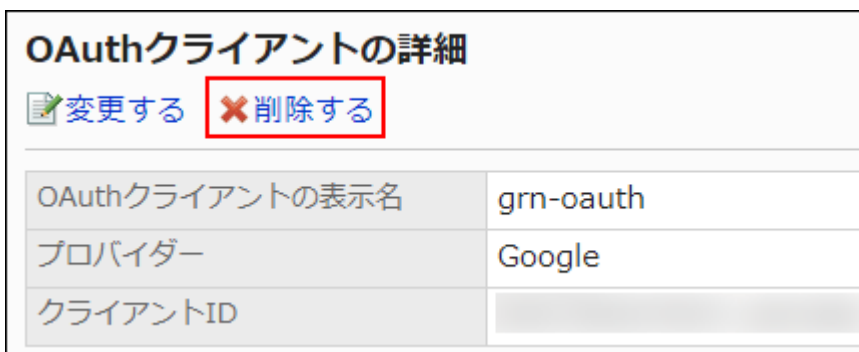 OAuthクライアントの詳細
変更する 削除する
OAuthクライアントの表示名 grn-oauth
プロバイダー Google
クライアントID